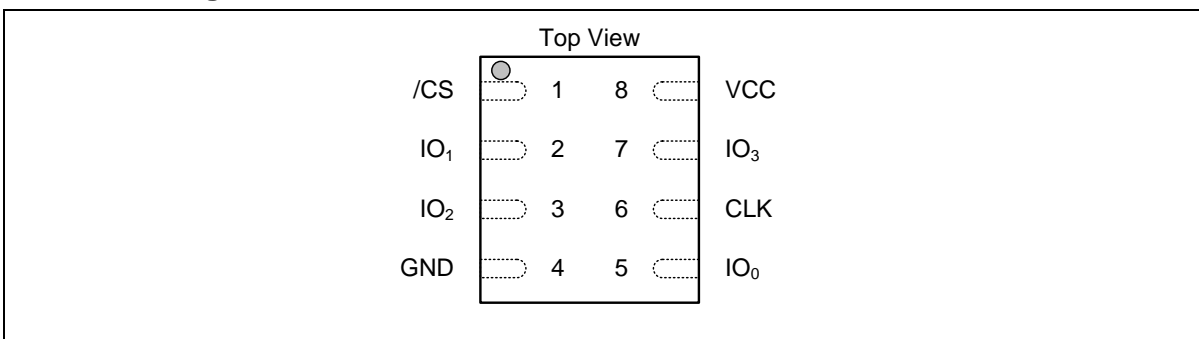 Top View
/CS 1 8 VCC
IO₁ 2 7 IO₃
IO₂ 3 6 CLK
GND 4 5 IO₀